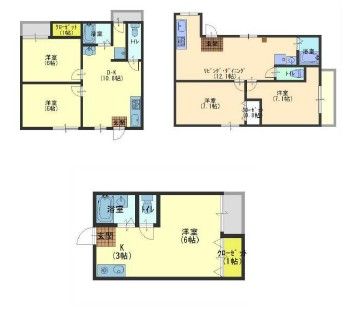 クローゼット
(1帖)
浴室
トイレ
洋室
(6帖)
D・K
(10.8帖)
洋室
(6帖)
玄関
玄関
浴室
リビング・ダイニング
(12.1帖)
トイレ
洋室
(7.1帖)
クローゼット
洋室
(7.1帖)
浴室
トイレ
玄関
洋室
(6帖)
K
(3帖)
クローゼット
(1帖)